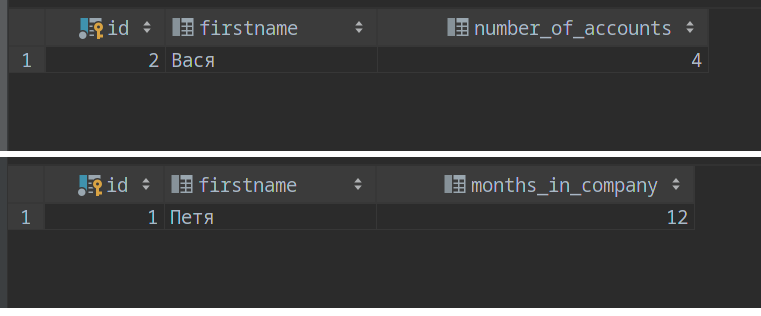 id firstname number_of_accounts
1 2 Вася 4
id firstname months_in_company
1 1 Петя 12